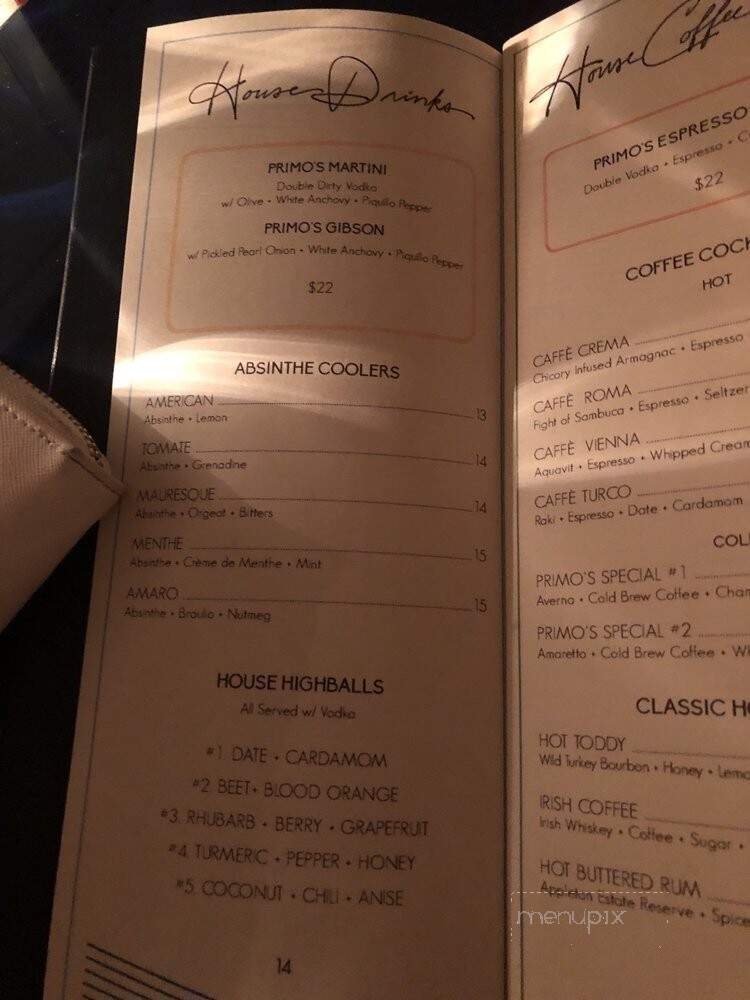 House Drinks
PRIMO'S MARTINI
Double Dirty Vodka
w/ Olive • White Anchovy • Piquillo Pepper
PRIMO'S GIBSON
w/ Pickled Pearl Onion • White Anchovy • Piquillo Pepper
$22
ABSINTHE COOLERS
AMERICAN 13
Absinthe • Lemon
TOMATE 14
Absinthe • Grenadine
MAURESQUE 14
Absinthe • Orgeat • Bitters
MENTHE 15
Absinthe • Crème de Menthe • Mint
AMARO 15
Absinthe • Braulio • Nutmeg
HOUSE HIGHBALLS
All Served w/ Vodka
#1. DATE • CARDAMOM
#2. BEET • BLOOD ORANGE
#3. RHUBARB • BERRY • GRAPEFRUIT
#4. TURMERIC • PEPPER • HONEY
#5. COCONUT • CHILI • ANISE
14
House Coffee
PRIMO'S ESPRESSO
Double Vodka • Espresso •
$22
COFFEE
HOT
CAFFÈ CREMA
Chicory Infused Armagnac • Espresso
CAFFÈ ROMA
Fight of Sambuca • Espresso • Seltzer
CAFFÈ VIENNA
Aquavit • Espresso • Whipped Cream
CAFFÈ TURCO
Raki • Espresso • Date • Cardamom
PRIMO'S SPECIAL #1
Averna • Cold Brew Coffee •
PRIMO'S SPECIAL #2
Amaretto • Cold Brew Coffee •
CLASSIC
HOT TODDY
Wild Turkey Bourbon • Honey •
IRISH COFFEE
Irish Whiskey • Coffee • Sugar •
HOT BUTTERED RUM
Appleton Estate Reserve • Spice
menupix